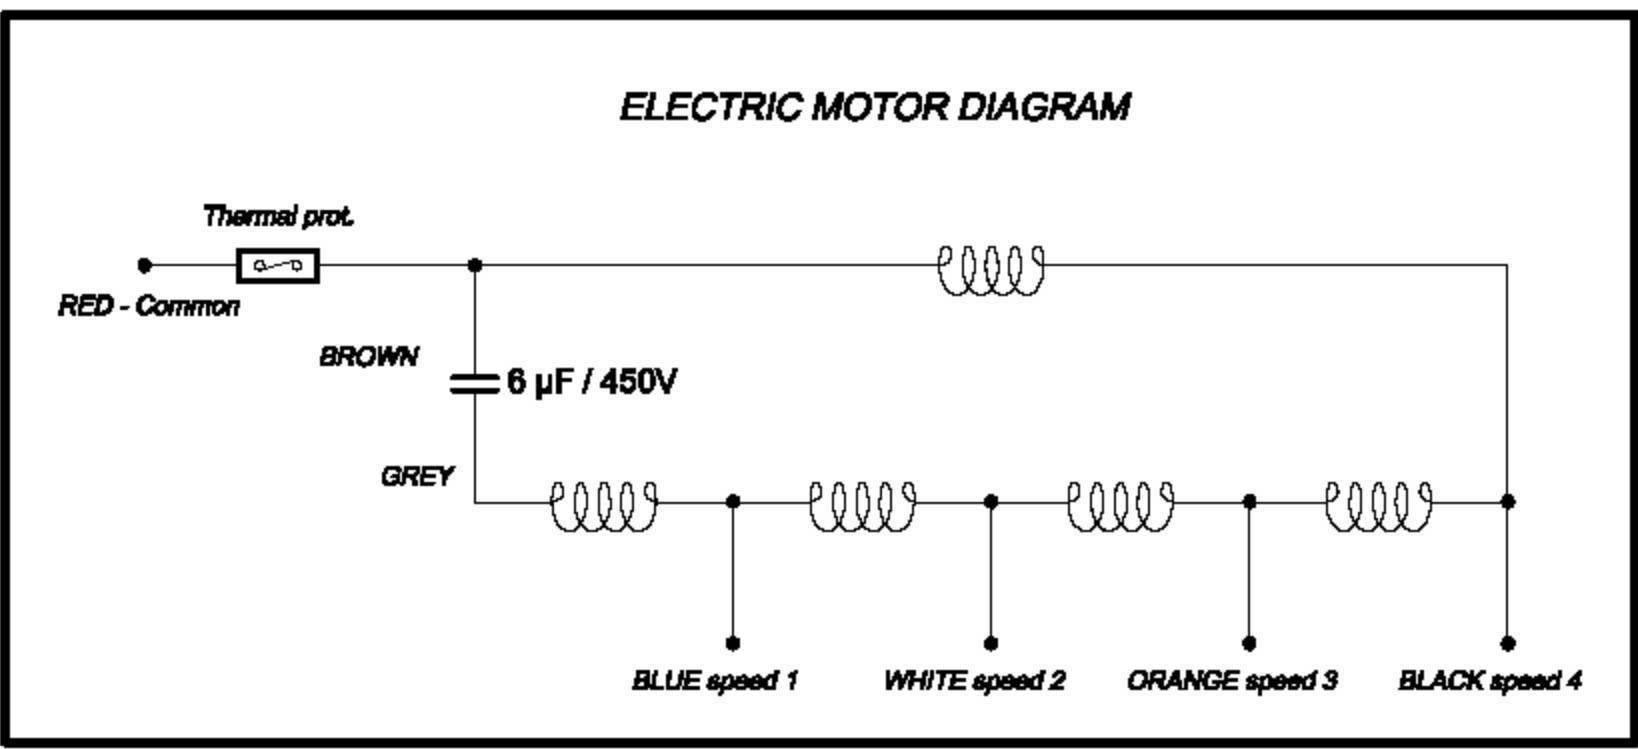 ELECTRIC MOTOR DIAGRAM
Thermal prot.
RED - Common
BROWN
6 µF / 450V
GREY
BLUE speed 1
WHITE speed 2
ORANGE speed 3
BLACK speed 4